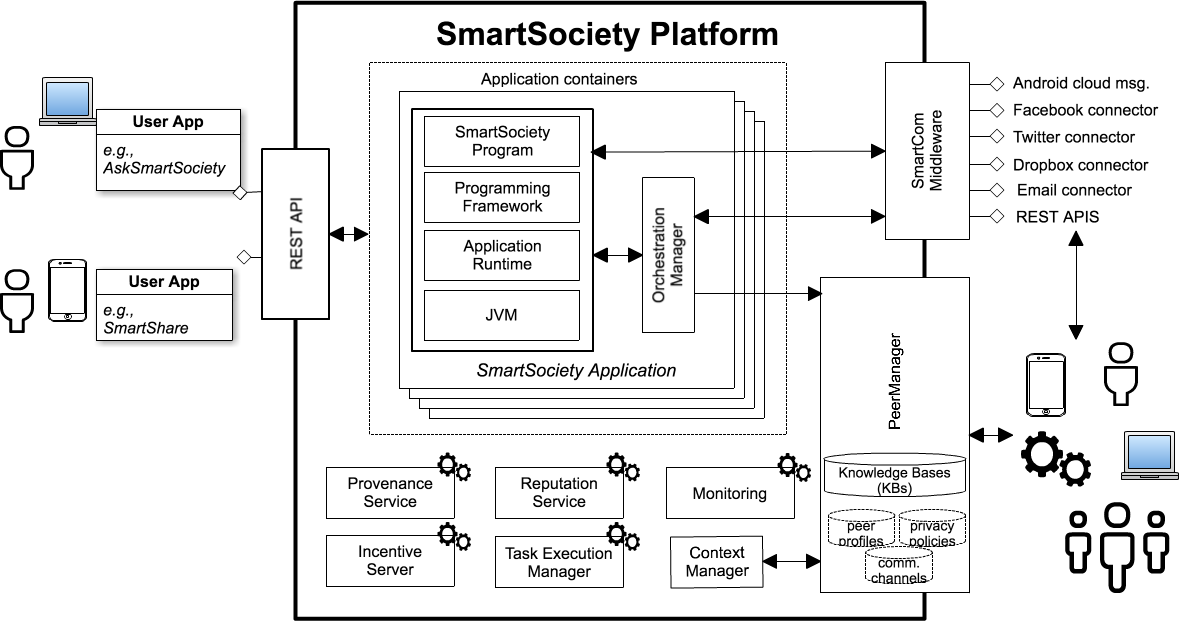 SmartSociety Platform
Application containers
User App
e.g.,
AskSmartSociety
User App
e.g.,
SmartShare
REST API
SmartSociety
Program
Programming
Framework
Application
Runtime
JVM
Orchestration
Manager
SmartSociety Application
SmartCom
Middleware
Android cloud msg.
Facebook connector
Twitter connector
Dropbox connector
Email connector
REST APIS
PeerManager
Knowledge Bases
(KBs)
peer
profiles
privacy
policies
comm.
channels
Provenance
Service
Reputation
Service
Monitoring
Incentive
Server
Task Execution
Manager
Context
Manager